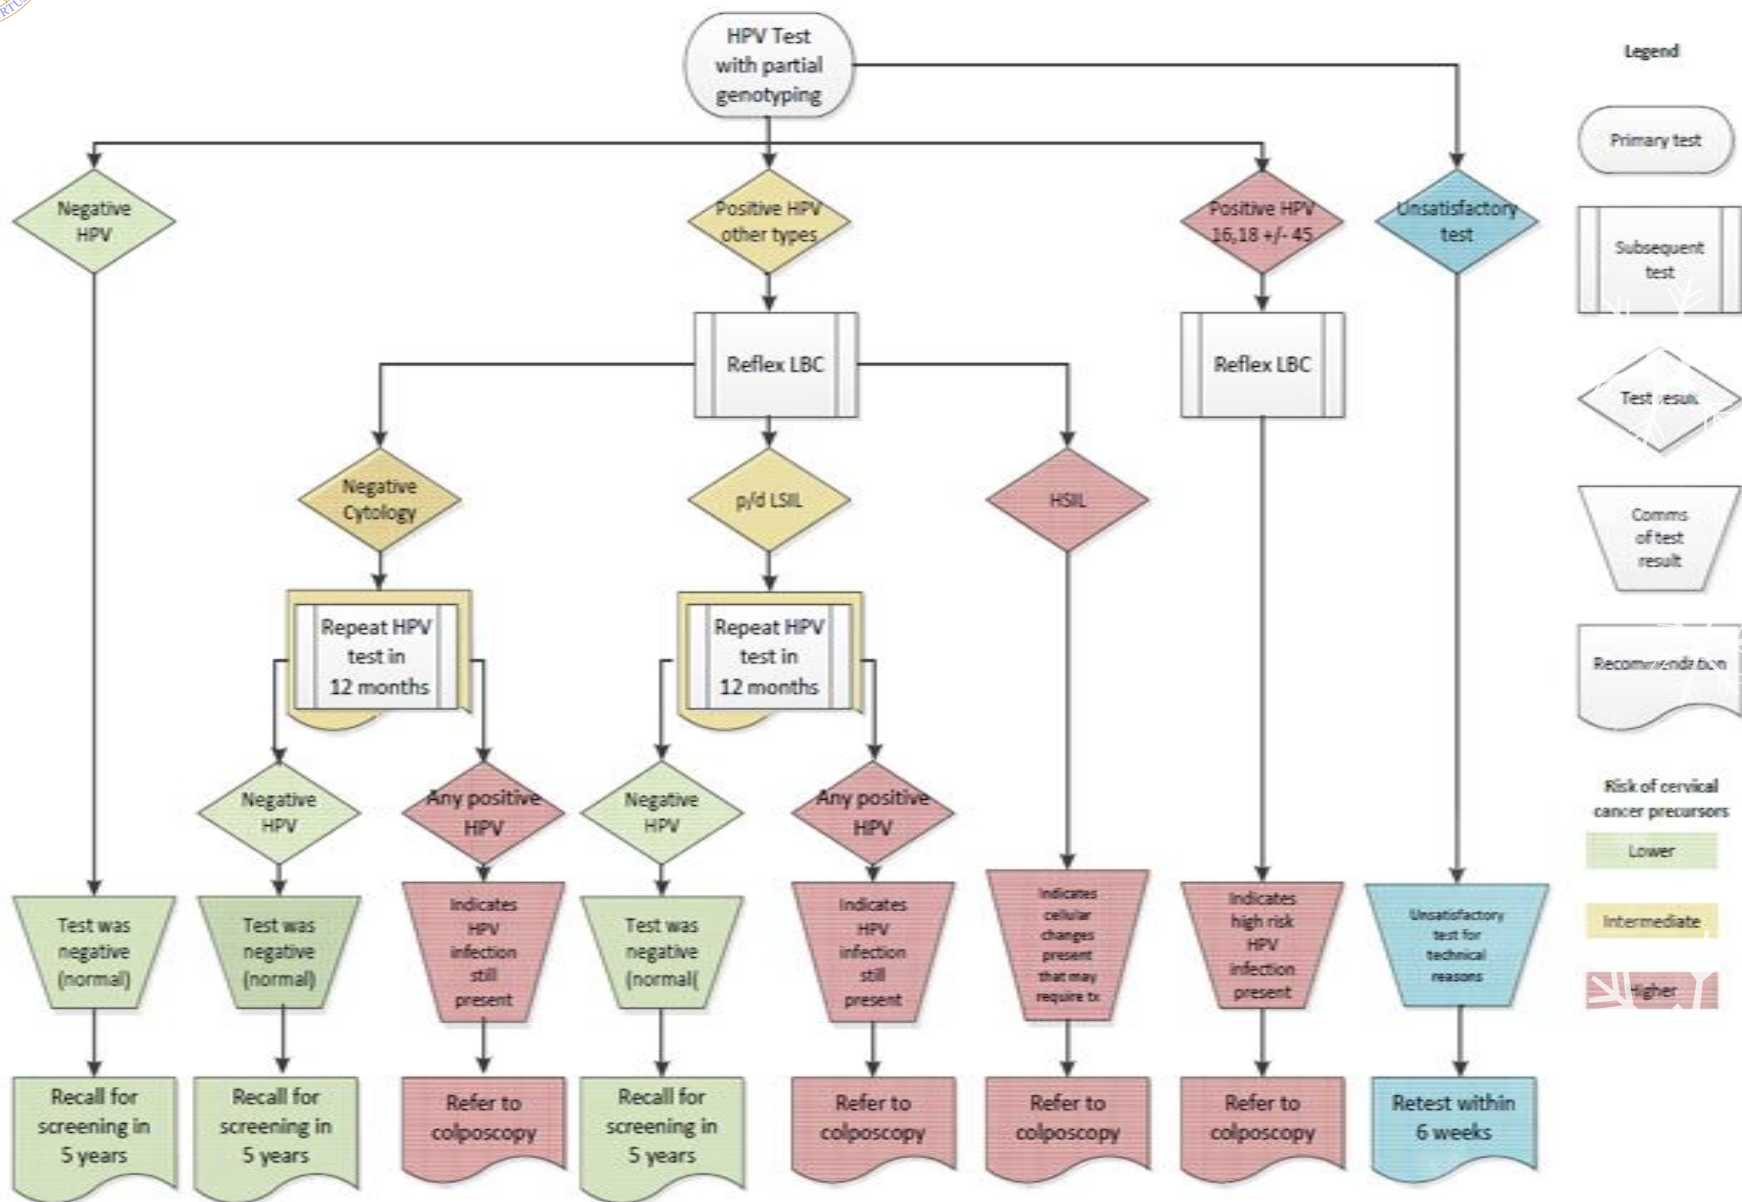 HPV Test
with partial
genotyping
Legend
Primary test
Negative
HPV
Positive HPV
other types
Positive HPV
16,18 +/- 45
Unsatisfactory
test
Subsequent
test
Reflex LBC
Reflex LBC
Test result
Negative
Cytology
p/d LSIL
HSIL
Comms
of test
result
Repeat HPV
test in
12 months
Repeat HPV
test in
12 months
Recommendation
Negative
HPV
Any positive
HPV
Negative
HPV
Any positive
HPV
Risk of cervical
cancer precursors
Lower
Intermediate
Higher
Test was
negative
(normal)
Test was
negative
(normal)
Indicates
HPV
infection
still
present
Test was
negative
(normal(
Indicates
HPV
infection
still
present
Indicates
cellular
changes
present
that may
require tx
Indicates
high risk
HPV
infection
present
Unsatisfactory
test for
technical
reasons
Recall for
screening in
5 years
Recall for
screening in
5 years
Refer to
colposcopy
Recall for
screening in
5 years
Refer to
colposcopy
Refer to
colposcopy
Refer to
colposcopy
Retest within
6 weeks